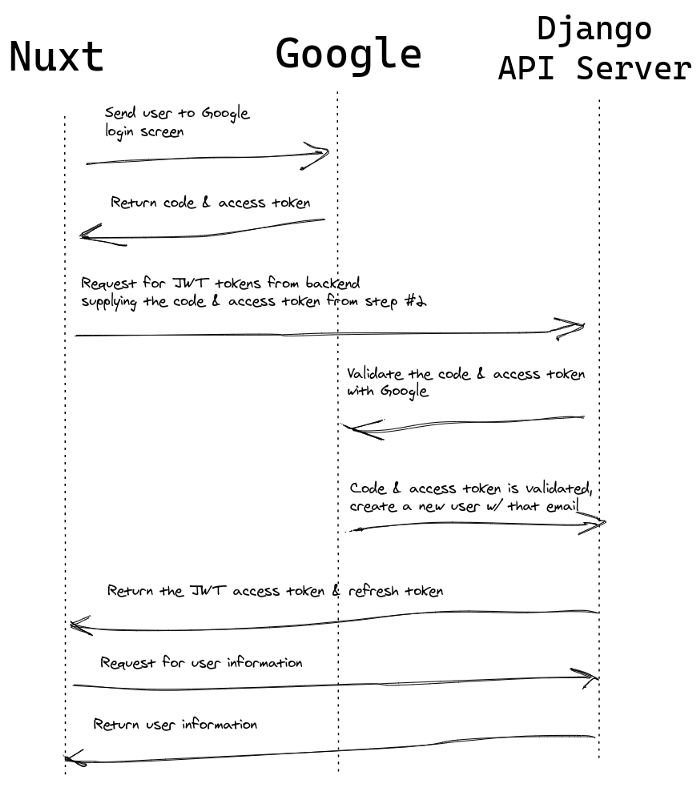 Nuxt
Google
Django
API Server
Send user to Google
login screen
Return code & access token
Request for JWT tokens from backend
supplying the code & access token from step #2
Validate the code & access token
with Google
Code & access token is validated,
create a new user w/ that email
Return the JWT access token & refresh token
Request for user information
Return user information